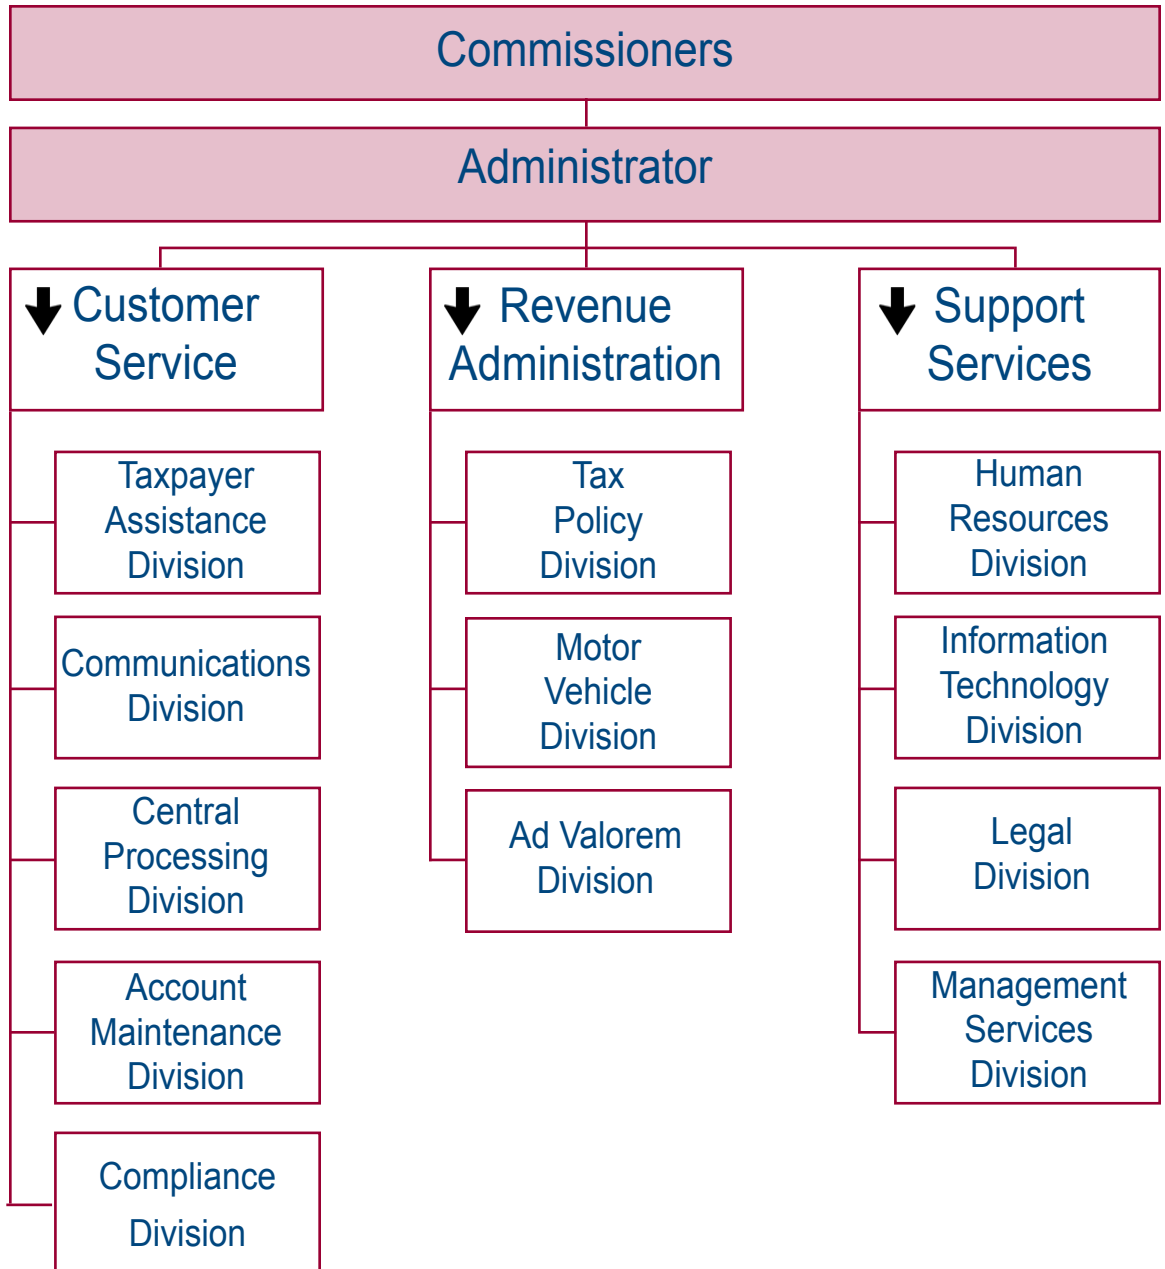 Commissioners
Administrator
Customer
Service
Taxpayer
Assistance
Division
Communications
Division
Central
Processing
Division
Account
Maintenance
Division
Compliance
Division
Revenue
Administration
Tax
Policy
Division
Motor
Vehicle
Division
Ad Valorem
Division
Support
Services
Human
Resources
Division
Information
Technology
Division
Legal
Division
Management
Services
Division